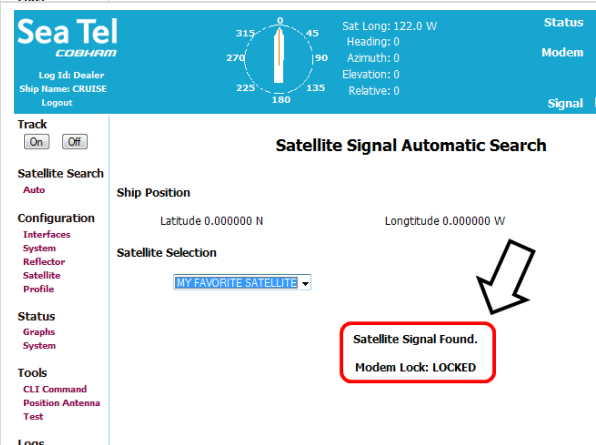 Sea Tel
COBHAM
Log Id: Dealer
Ship Name: CRUISE
Logout
0
45
90
135
180
225
270
315
Sat Long: 122.0 W
Heading: 0
Azimuth: 0
Elevation: 0
Relative: 0
Status
Modem
Signal
Track
On Off
Satellite Search
Auto
Configuration
Interfaces
System
Reflector
Satellite
Profile
Status
Graphs
System
Tools
CLI Command
Position Antenna
Test
Logs
Satellite Signal Automatic Search
Ship Position
Latitude 0.000000 N Longtitude 0.000000 W
Satellite Selection
MY FAVORITE SATELLITE
Satellite Signal Found.
Modem Lock: LOCKED